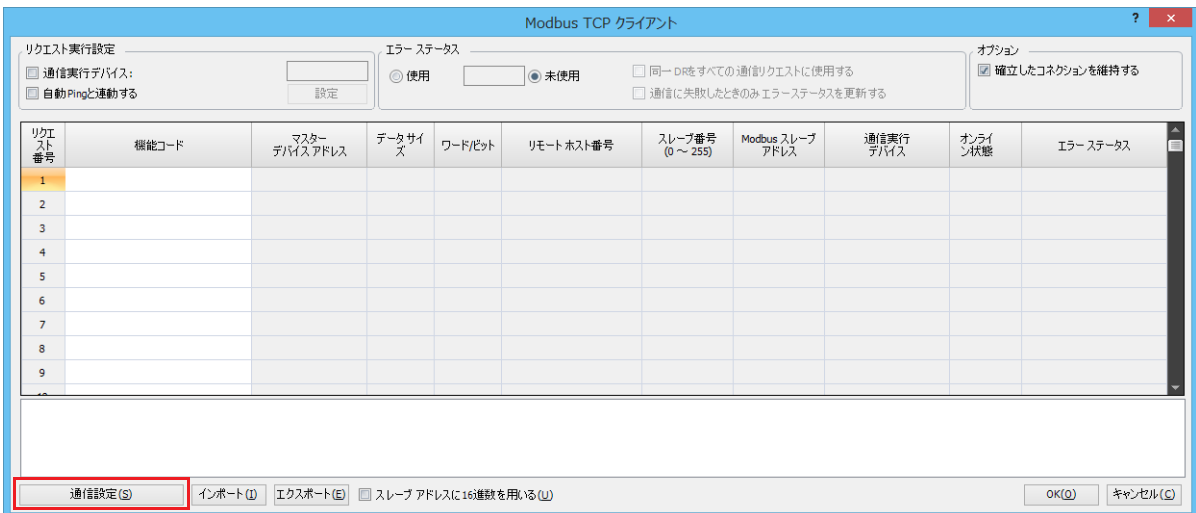 Modbus TCP クライアント
? ×
リクエスト実行設定
通信実行デバイス:
自動Pingと連動する
設定
エラー ステータス
使用
未使用
同一 DRをすべての通信リクエストに使用する
通信に失敗したときのみエラーステータスを更新する
オプション
確立したコネクションを維持する
リクエ
スト
番号
機能コード
マスター
デバイス アドレス
データ サイ
ズ
ワード/ビット
リモート ホスト番号
スレーブ番号
(0 ~ 255)
Modbus スレーブ
アドレス
通信実行
デバイス
オンライ
ン状態
エラー ステータス
1
2
3
4
5
6
7
8
9
通信設定(S)
インポート(I)
エクスポート(E)
スレーブ アドレスに16進数を用いる(U)
OK(O)
キャンセル(C)